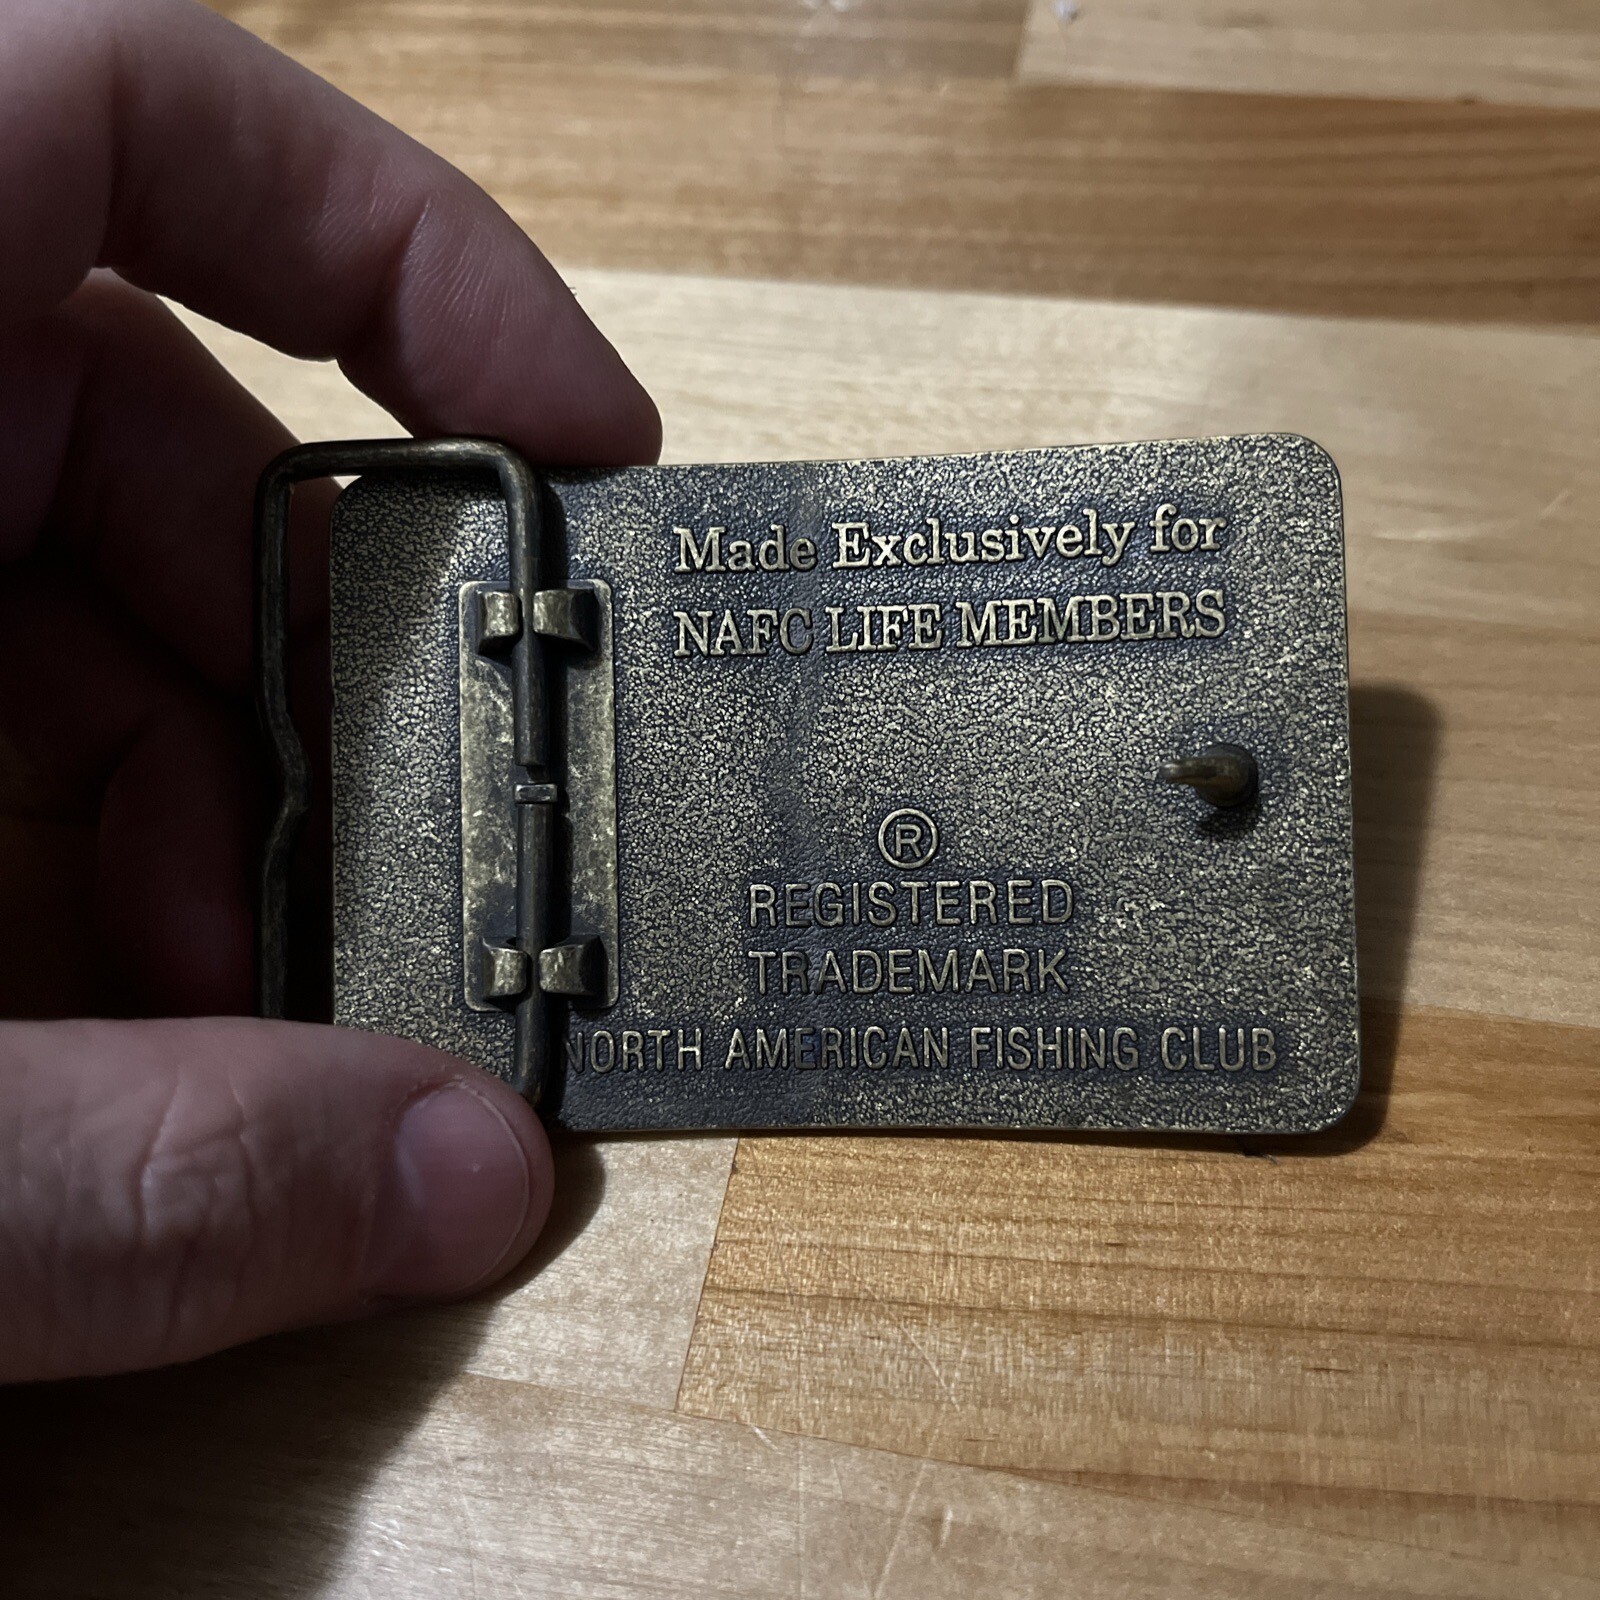 Made Exclusively for
NAFC LIFE MEMBERS
®
REGISTERED
TRADEMARK
NORTH AMERICAN FISHING CLUB